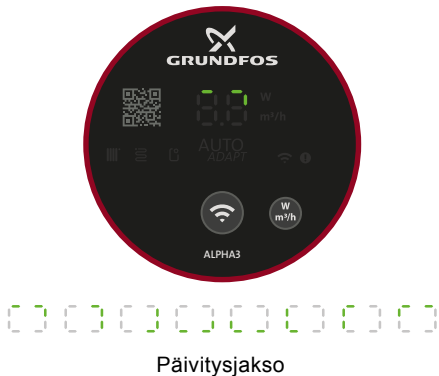 GRUNDFOS
W
m³/h
AUTO
ADAPT
W
m³/h
ALPHA3
Päivitysjakso